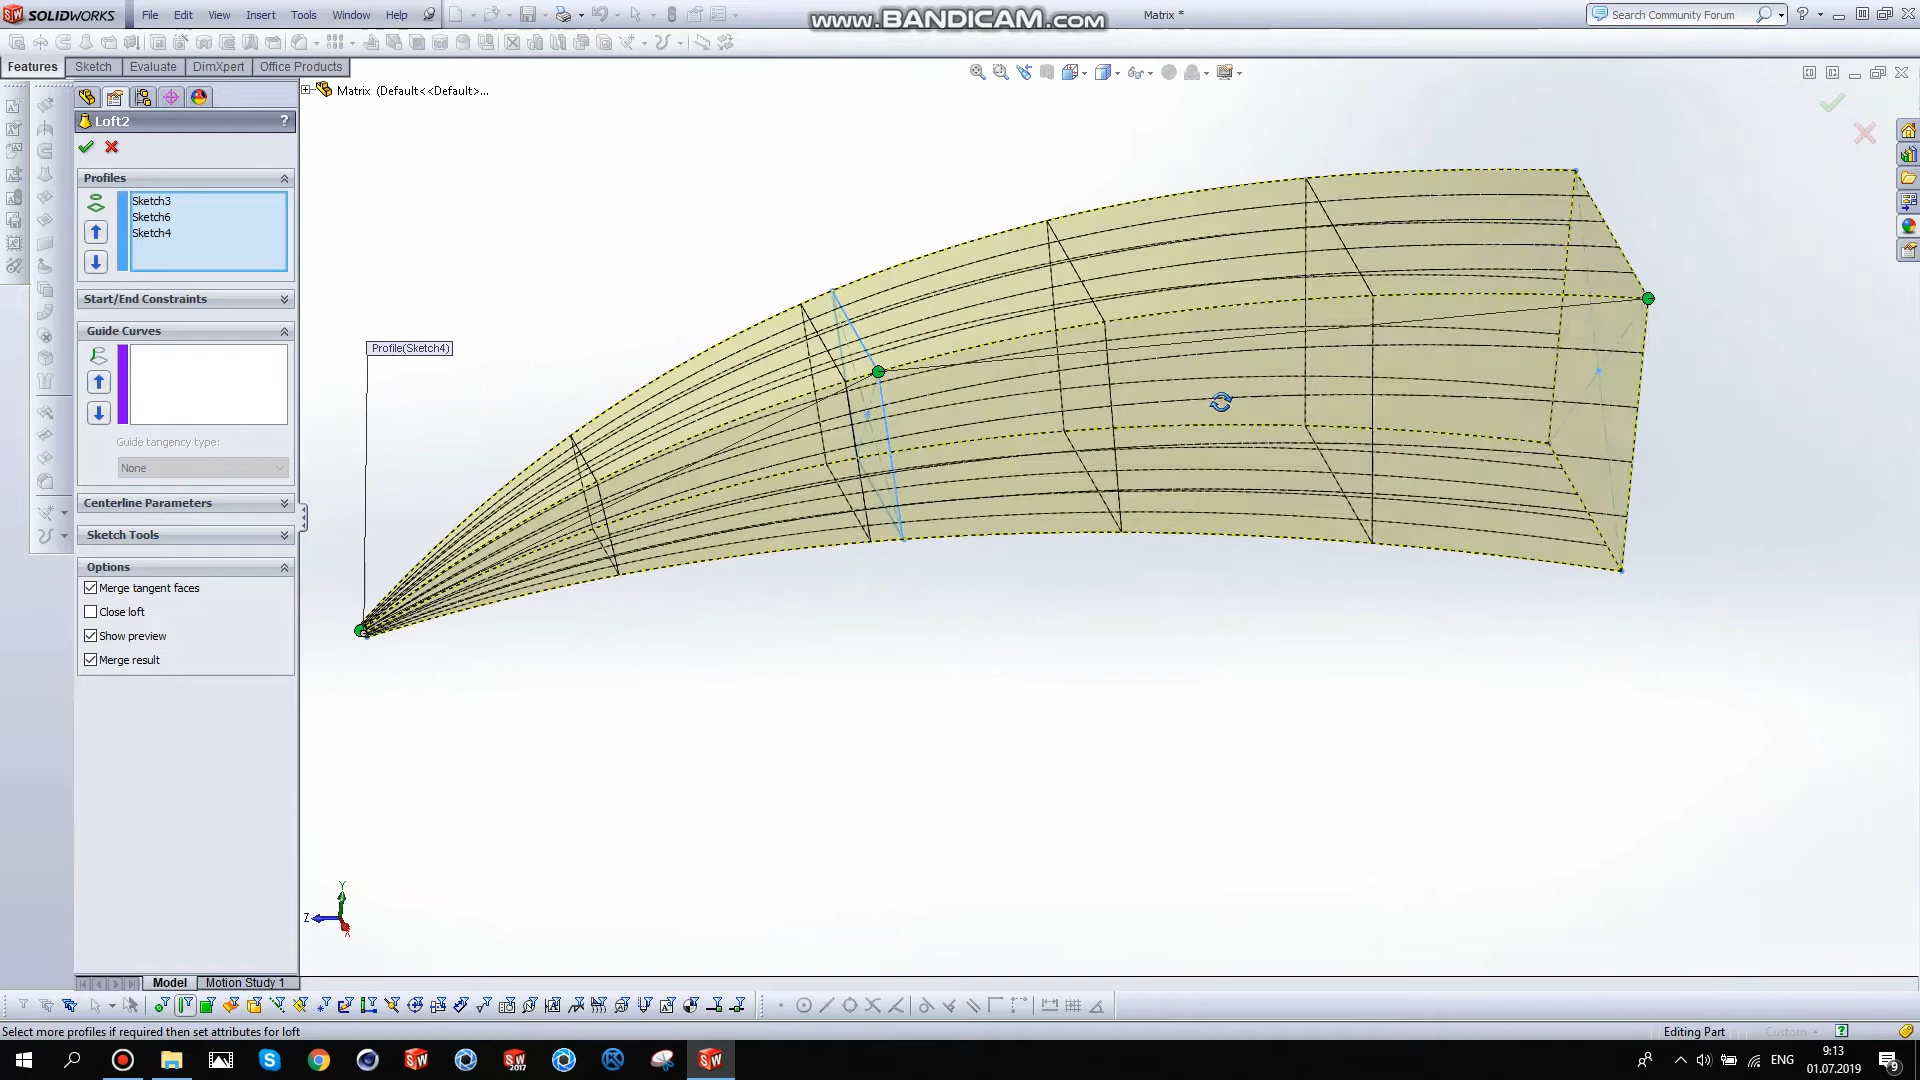 SOLIDWORKS File Edit View Insert Tools Window Help
www.BANDICAM.com
Matrix *
Search Community Forum
Features Sketch Evaluate DimXpert Office Products
Matrix (Default<<Default>...
Loft2 ?
Profiles
Sketch3
Sketch6
Sketch4
Start/End Constraints
Guide Curves
Guide tangency type:
None
Centerline Parameters
Sketch Tools
Options
Merge tangent faces
Close loft
Show preview
Merge result
Profile(Sketch4)
Y
Z
Model Motion Study 1
Select more profiles if required then set attributes for loft
Editing Part
Custom
2017
ENG
9:13
01.07.2019
9